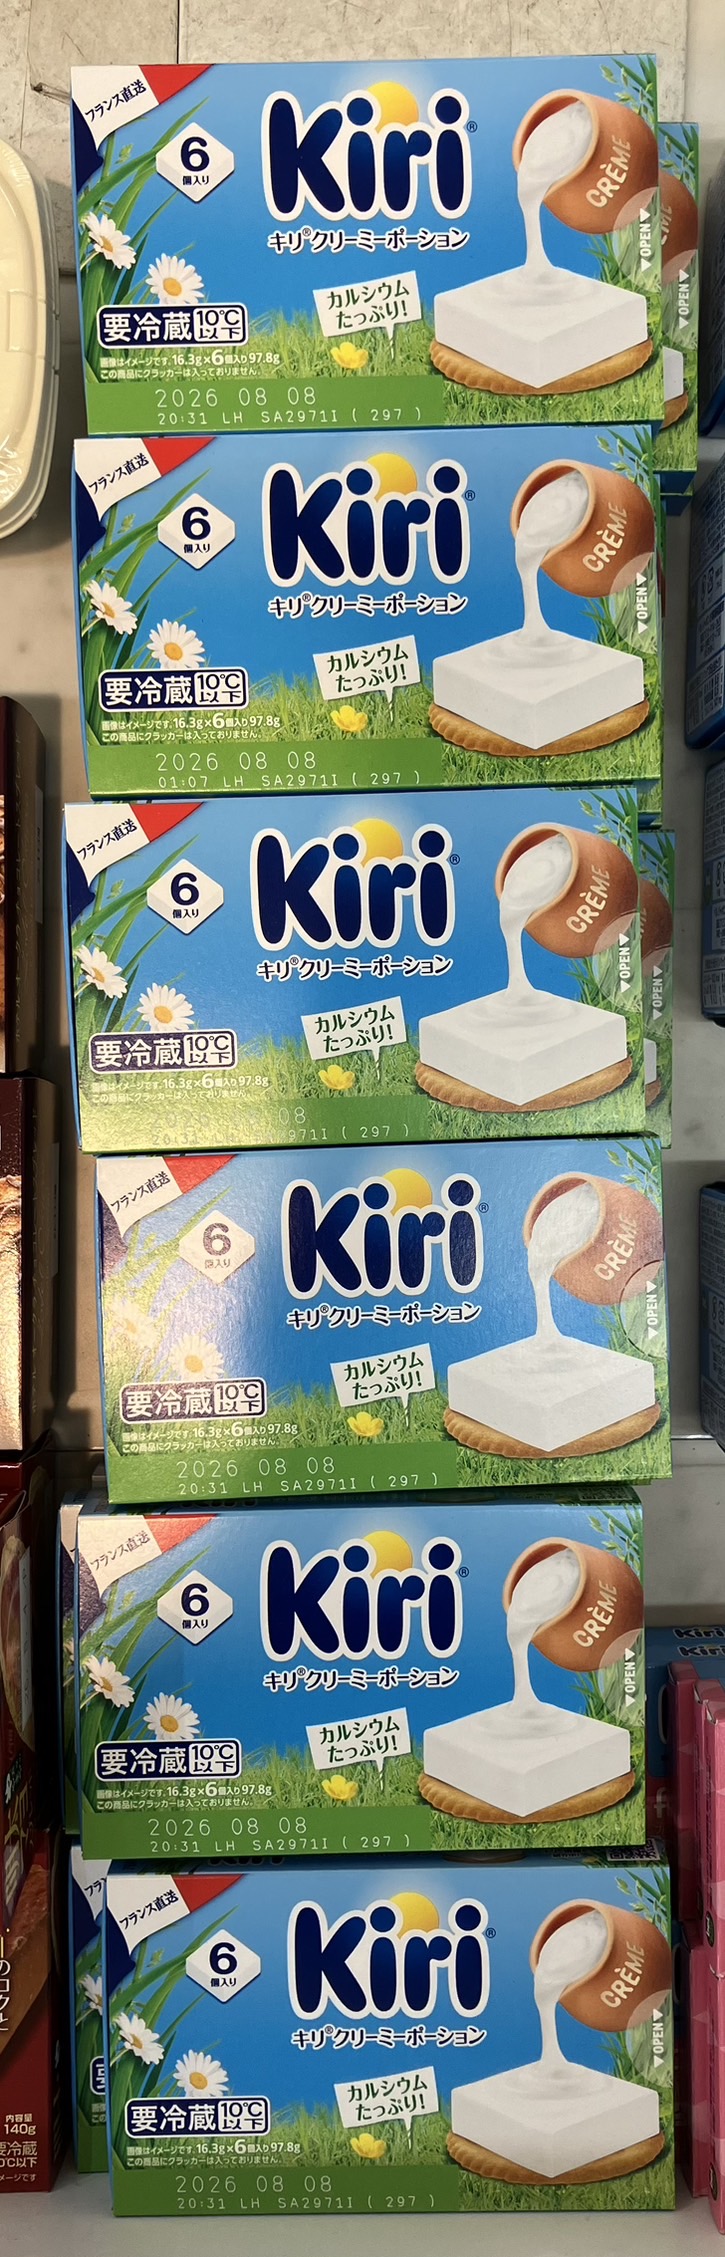 フランス直送
6
個入り
Kiri®
キリ®クリーミーポーション
CRÈME
▼OPEN▼
カルシウム
たっぷり!
要冷蔵 10℃以下
画像はイメージです。16.3g×6個入り97.8g
この商品にクラッカーは入っておりません。
2026 08 08
20:31 LH SA2971I ( 297 )
▼OPEN▼
フランス直送
6
個入り
Kiri®
キリ®クリーミーポーション
CRÈME
▼OPEN▼
カルシウム
たっぷり!
要冷蔵 10℃以下
画像はイメージです。16.3g×6個入り97.8g
この商品にクラッカーは入っておりません。
2026 08 08
01:07 LH SA2971I ( 297 )
フランス直送
6
個入り
Kiri®
キリ®クリーミーポーション
CRÈME
▼OPEN▼
カルシウム
たっぷり!
要冷蔵 10℃以下
画像はイメージです。16.3g×6個入り97.8g
この商品にクラッカーは入っておりません。
08
20:31 LH 971I ( 297 )
▼OPEN▼
フランス直送
6
個入り
Kiri®
キリ®クリーミーポーション
CRÈME
▼OPEN▼
カルシウム
たっぷり!
要冷蔵 10℃以下
画像はイメージです。16.3g×6個入り97.8g
この商品にクラッカーは入っておりません。
2026 08 08
20:31 LH SA2971I ( 297 )
フランス直送
6
個入り
Kiri®
キリ®クリーミーポーション
CRÈME
▼OPEN▼
カルシウム
たっぷり!
要冷蔵 10℃以下
画像はイメージです。16.3g×6個入り97.8g
この商品にクラッカーは入っておりません。
2026 08 08
20:31 LH SA2971I ( 297 )
フランス直送
6
個入り
Kiri®
キリ®クリーミーポーション
CRÈME
▼OPEN▼
カルシウム
たっぷり!
要冷蔵 10℃以下
画像はイメージです。16.3g×6個入り97.8g
この商品にクラッカーは入っておりません。
2026 08 08
20:31 LH SA2971I ( 297 )
Kiri
Kiri
内容量
140g
要冷蔵